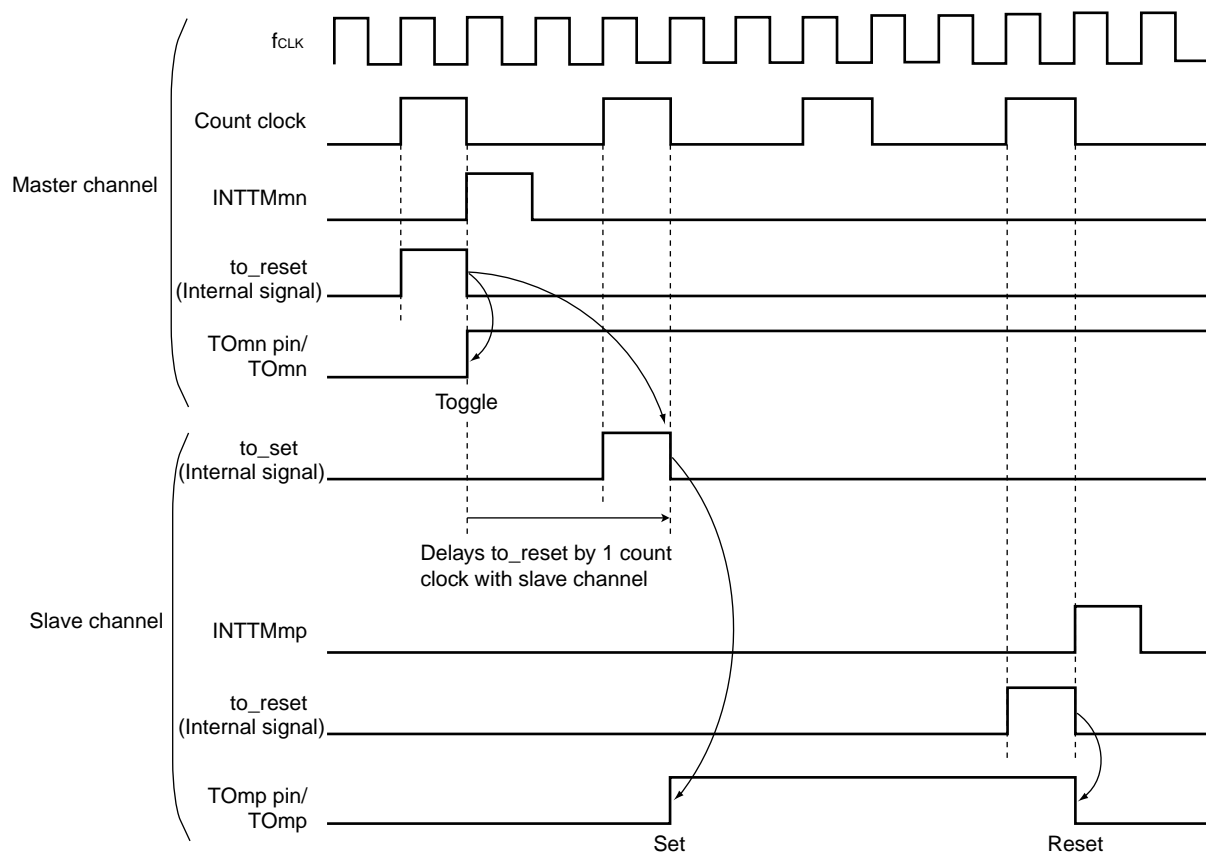 fCLK
Count clock
Master channel
INTTMmn
to_reset
(Internal signal)
TOmn pin/
TOmn
Toggle
to_set
(Internal signal)
Delays to_reset by 1 count
clock with slave channel
Slave channel
INTTMmp
to_reset
(Internal signal)
TOmp pin/
TOmp
Set
Reset